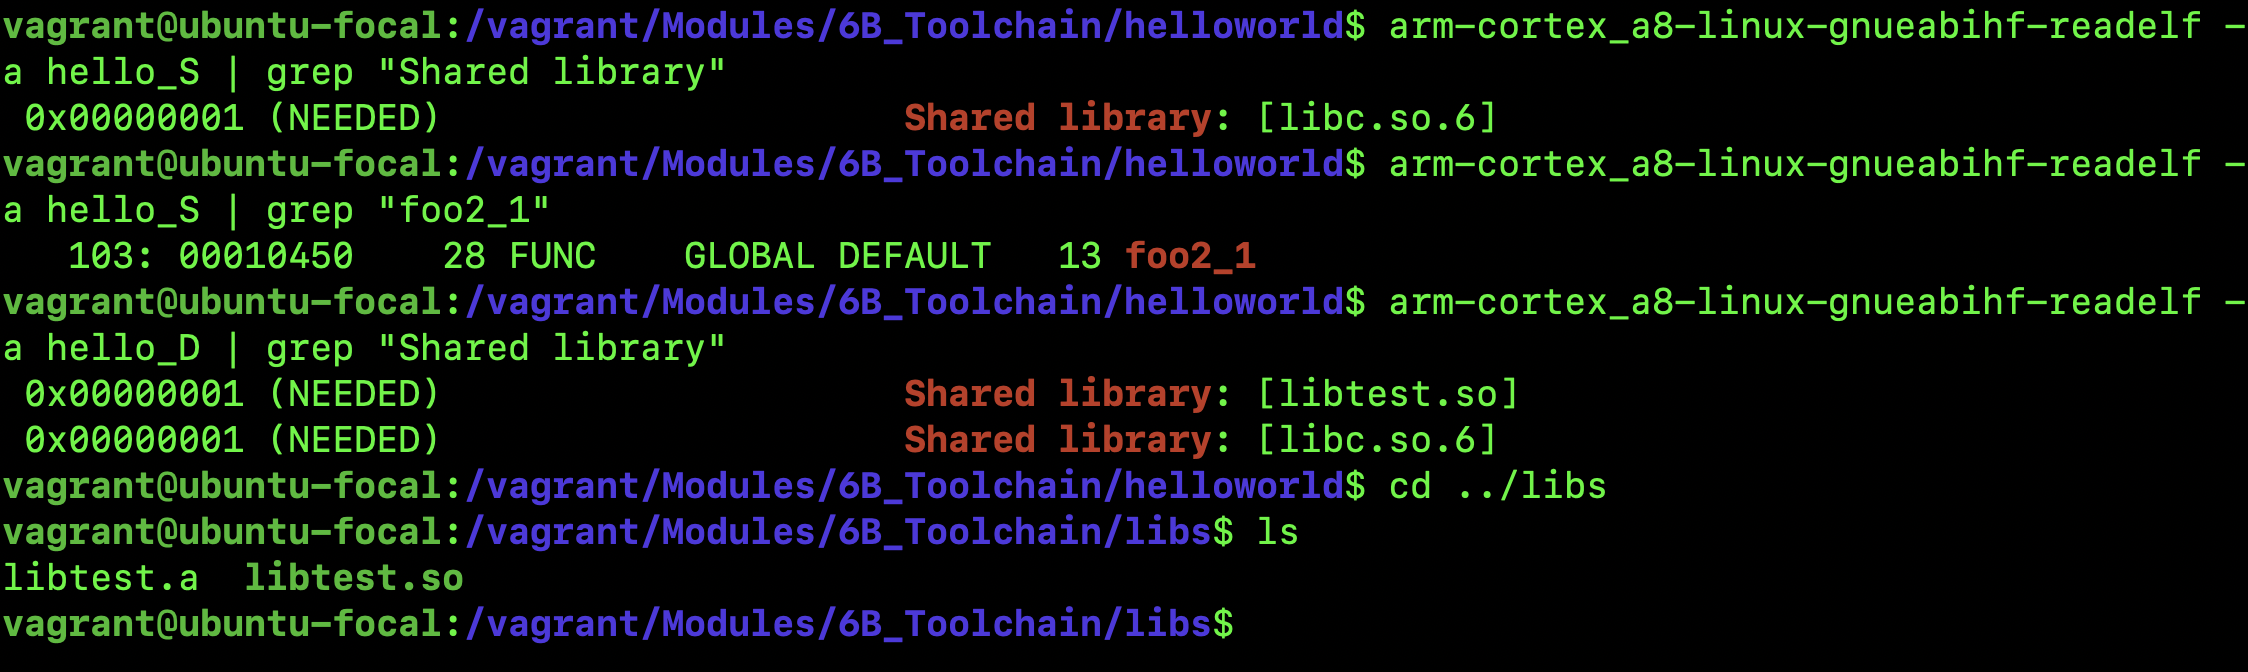 vagrant@ubuntu-focal:/vagrant/Modules/6B_Toolchain/helloworld$ arm-cortex_a8-linux-gnueabihf-readelf -
a hello_S | grep "Shared library"
 0x00000001 (NEEDED)                     Shared library: [libc.so.6]
vagrant@ubuntu-focal:/vagrant/Modules/6B_Toolchain/helloworld$ arm-cortex_a8-linux-gnueabihf-readelf -
a hello_S | grep "foo2_1"
   103: 00010450    28 FUNC    GLOBAL DEFAULT   13 foo2_1
vagrant@ubuntu-focal:/vagrant/Modules/6B_Toolchain/helloworld$ arm-cortex_a8-linux-gnueabihf-readelf -
a hello_D | grep "Shared library"
 0x00000001 (NEEDED)                     Shared library: [libtest.so]
 0x00000001 (NEEDED)                     Shared library: [libc.so.6]
vagrant@ubuntu-focal:/vagrant/Modules/6B_Toolchain/helloworld$ cd ../libs
vagrant@ubuntu-focal:/vagrant/Modules/6B_Toolchain/libs$ ls
libtest.a  libtest.so
vagrant@ubuntu-focal:/vagrant/Modules/6B_Toolchain/libs$